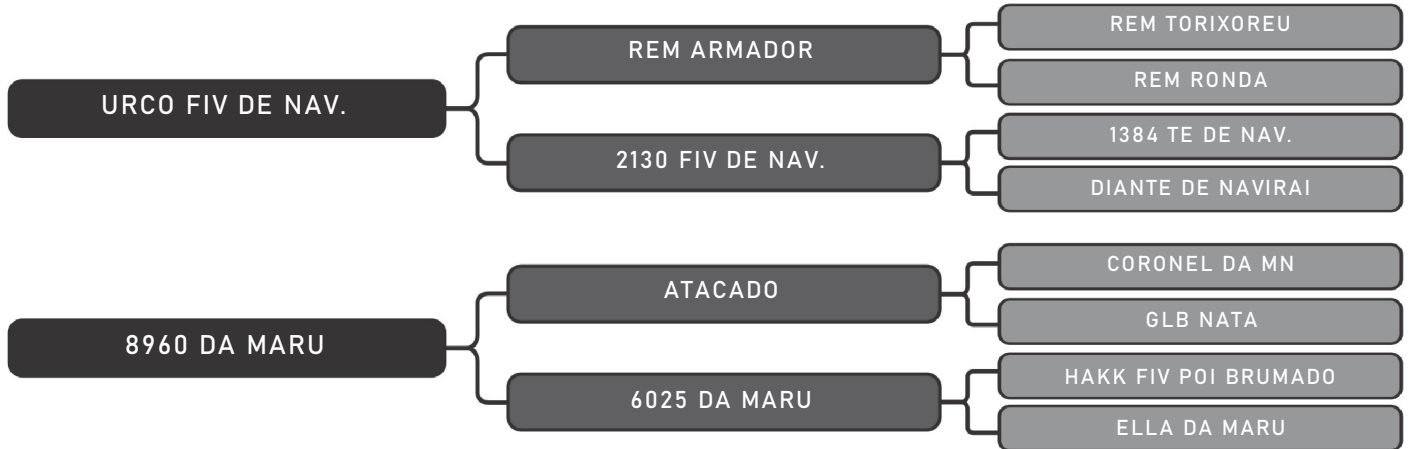 REM TORIXOREU
REM ARMADOR
REM RONDA
URCO FIV DE NAV.
1384 TE DE NAV.
2130 FIV DE NAV.
DIANTE DE NAVIRAI
CORONEL DA MN
ATACADO
GLB NATA
8960 DA MARU
HAKK FIV POI BRUMADO
6025 DA MARU
ELLA DA MARU